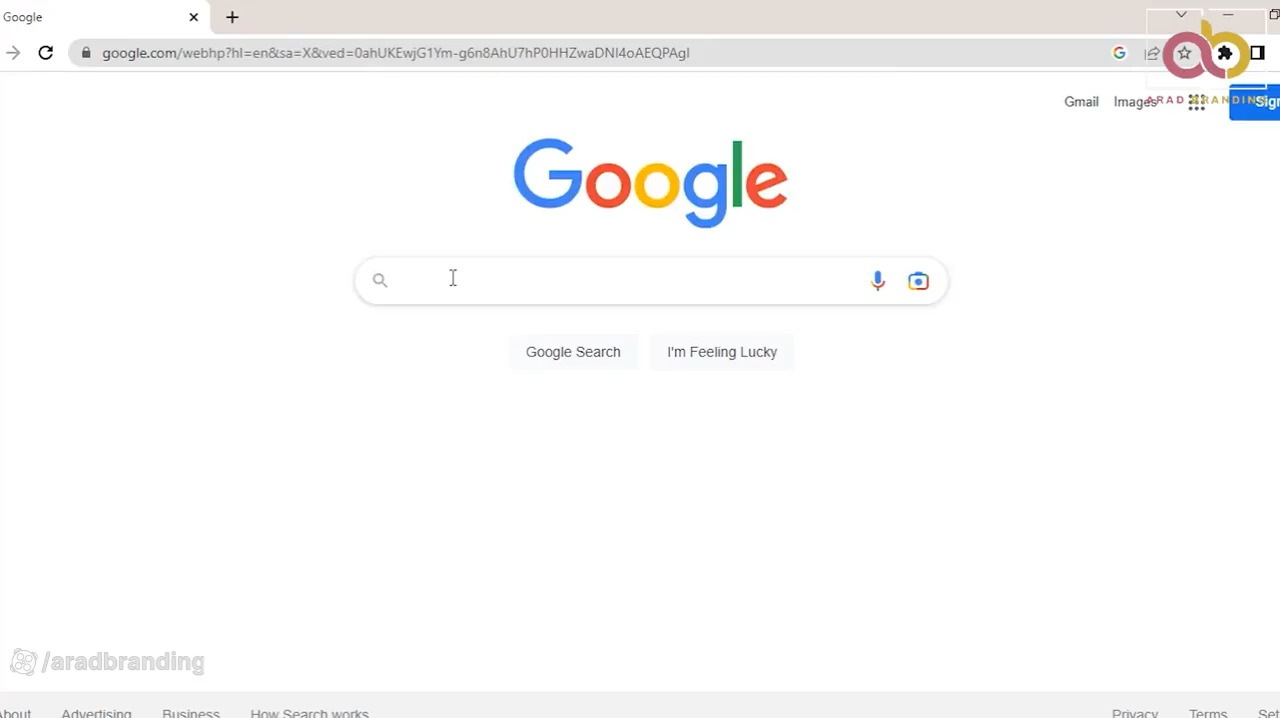 Google
google.com/webhp?hl=en&sa=X&ved=0ahUKEwjG1Ym-g6n8AhU7hP0HHZwaDNI4oAEQPAgI
Gmail Images Sign
ARAD BRANDING
Google
Google Search I'm Feeling Lucky
/aradbranding
About Advertising Business How Search works Privacy Terms Set